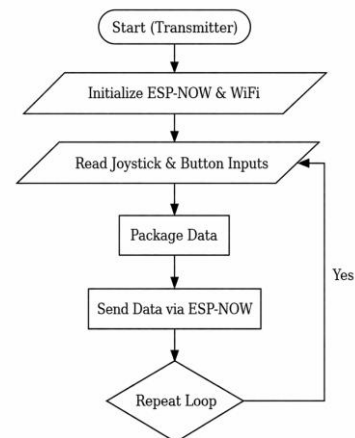 Start (Transmitter)
Initialize ESP-NOW & WiFi
Read Joystick & Button Inputs
Package Data
Yes
Send Data via ESP-NOW
Repeat Loop